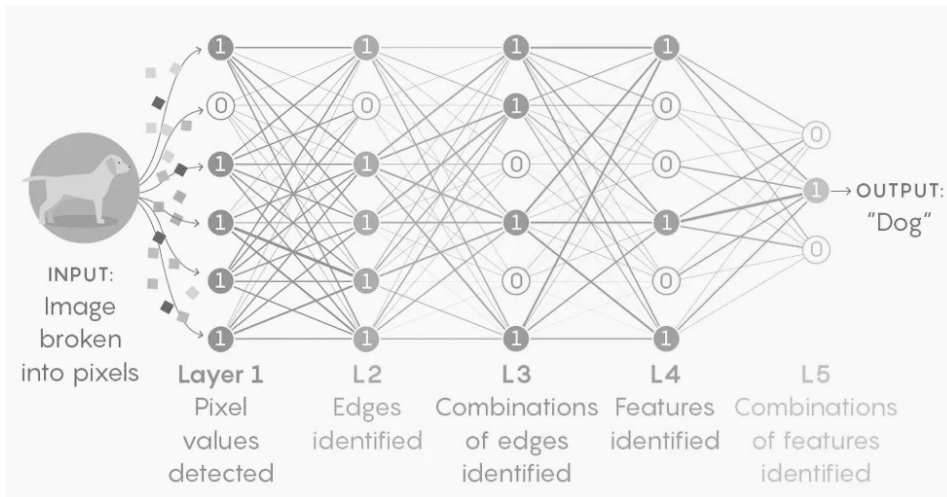 1 1 1 1
0 0 1 0
0
1 1 0 0
1
OUTPUT:
"Dog"
1 1 1 1
0
1 1 0 0
1 1 1 1
INPUT:
Image
broken
into pixels
Layer 1
Pixel
values
detected
L2
Edges
identified
L3
Combinations
of edges
identified
L4
Features
identified
L5
Combinations
of features
identified